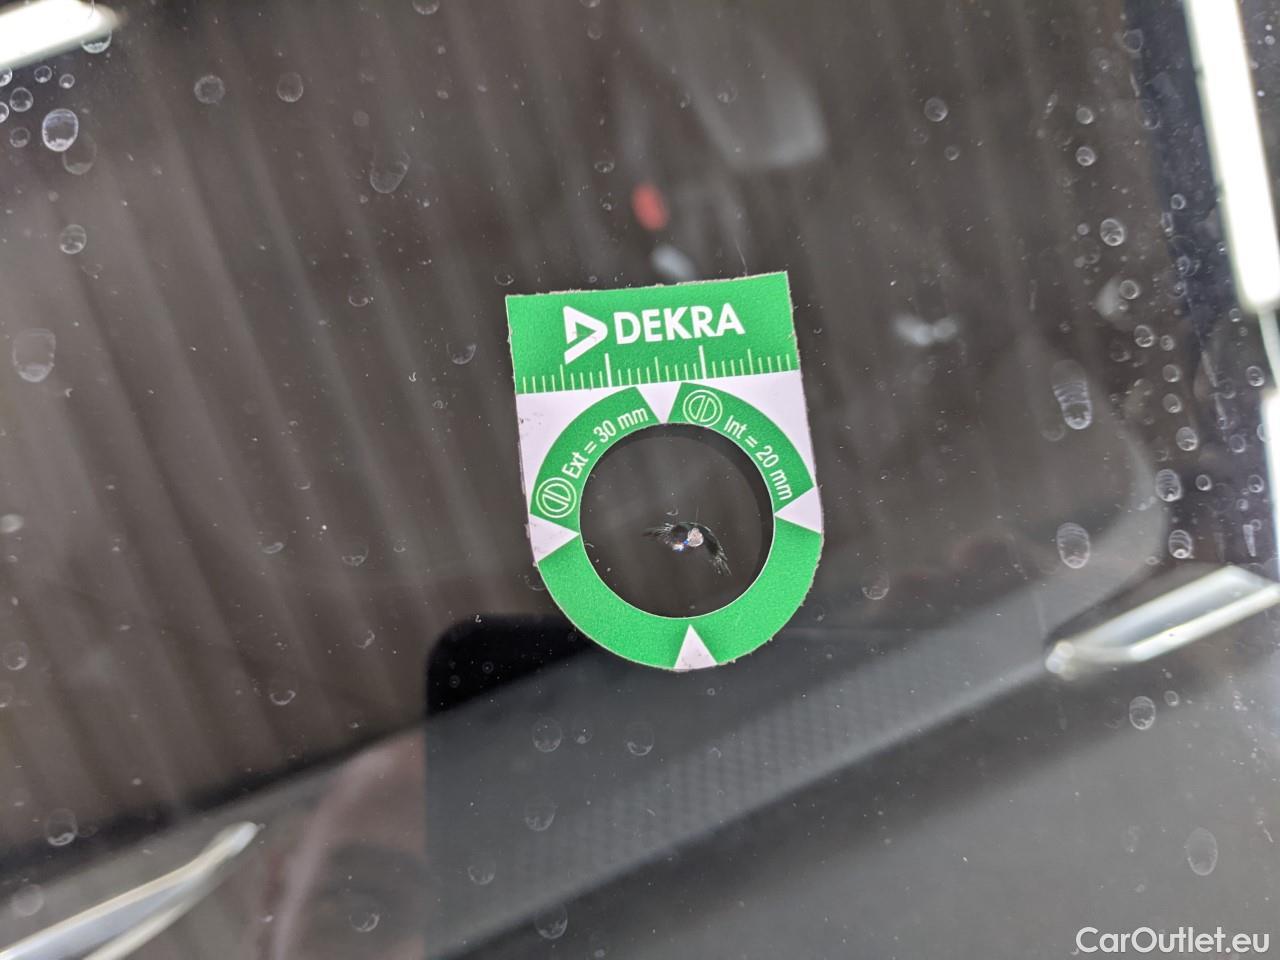 DEKRA
Ext = 30 mm
Int = 20 mm
CarOutlet.eu